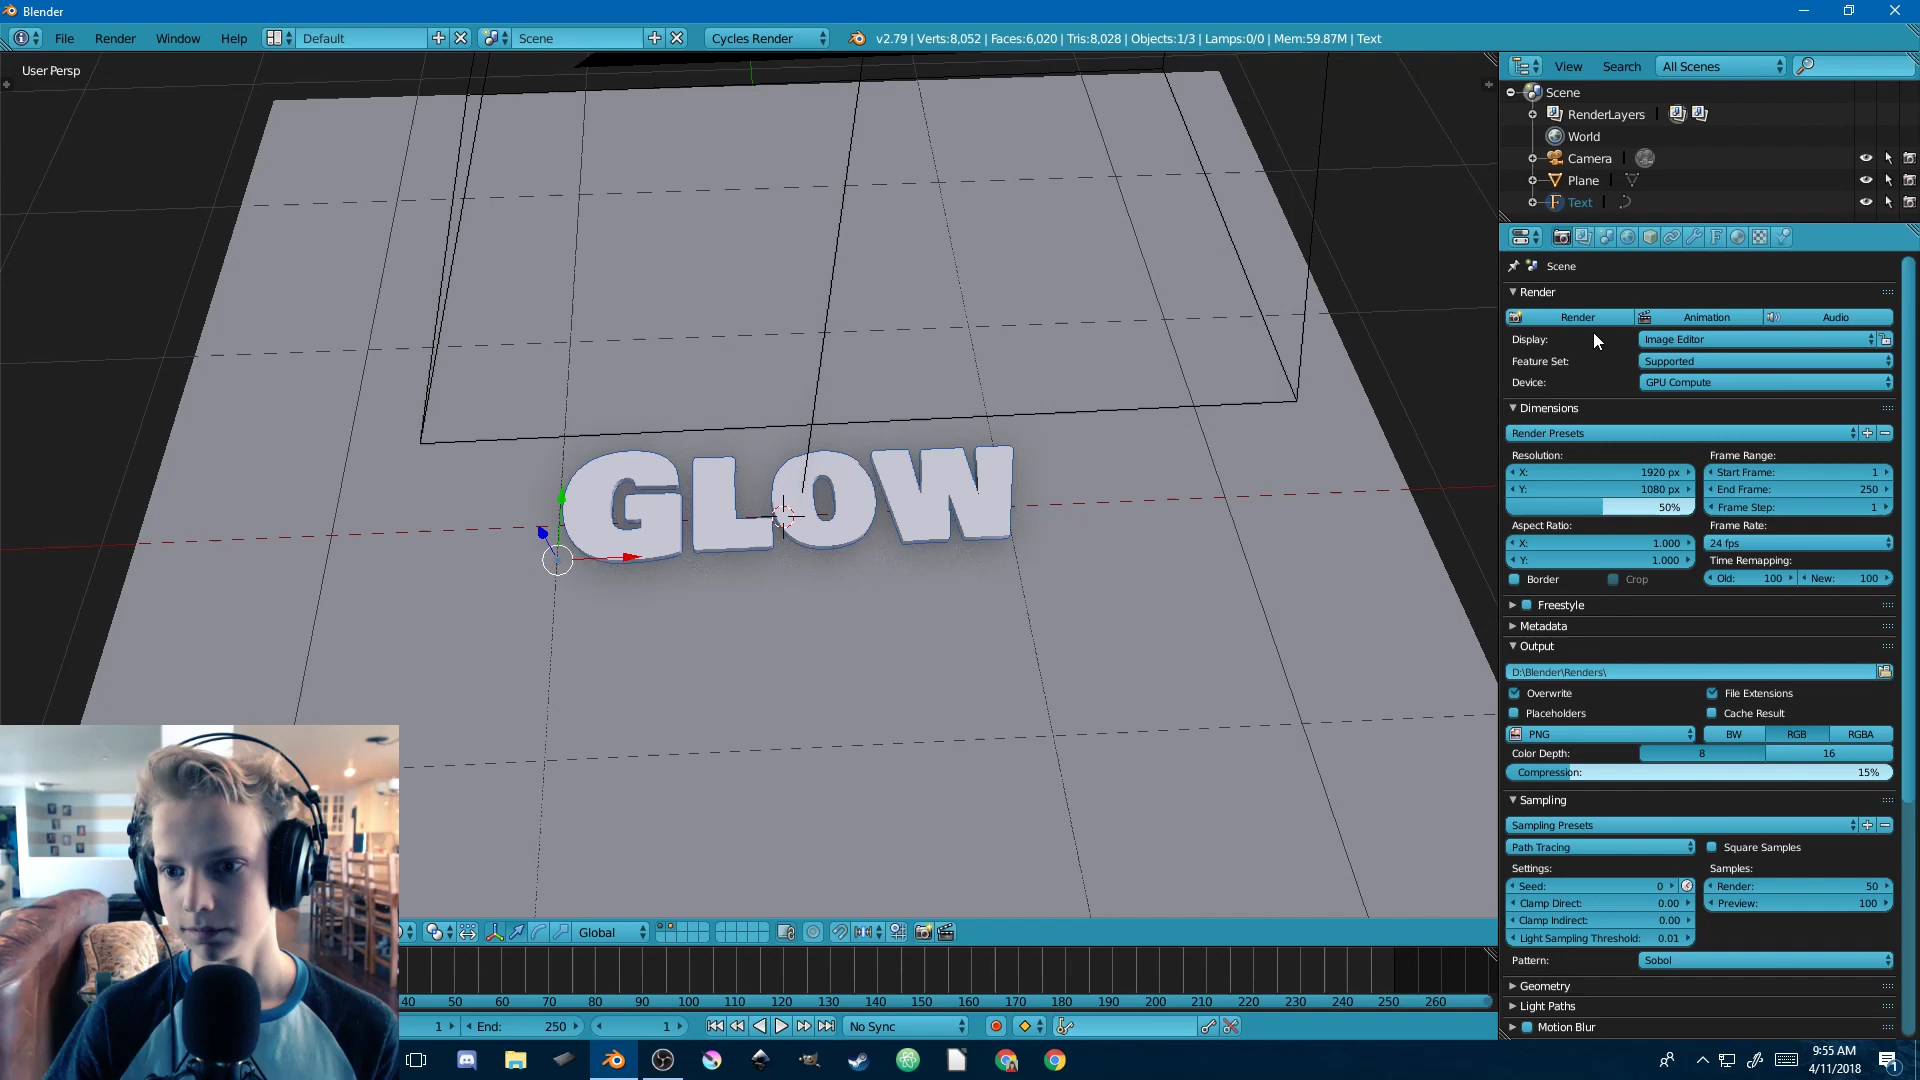 Blender
File Render Window Help Default Scene Cycles Render v2.79 | Verts:8,052 | Faces:6,020 | Tris:8,028 | Objects:1/3 | Lamps:0/0 | Mem:59.87M | Text
User Persp
View Search All Scenes
Scene
RenderLayers
World
Camera
Plane
Text
Scene
Render
Render Animation Audio
Display: Image Editor
Feature Set: Supported
Device: GPU Compute
Dimensions
Render Presets
Resolution: Frame Range:
X: 1920 px Start Frame: 1
Y: 1080 px End Frame: 250
50% Frame Step: 1
Aspect Ratio: Frame Rate:
X: 1.000 24 fps
Y: 1.000 Time Remapping:
Border Crop Old: 100 New: 100
Freestyle
Metadata
Output
D:\Blender\Renders\
Overwrite File Extensions
Placeholders Cache Result
PNG BW RGB RGBA
Color Depth: 8 16
Compression: 15%
Sampling
Sampling Presets
Path Tracing Square Samples
Settings: Samples:
Seed: 0 Render: 50
Clamp Direct: 0.00 Preview: 100
Clamp Indirect: 0.00
Light Sampling Threshold: 0.01
Pattern: Sobol
Geometry
Light Paths
Motion Blur
GLOW
Global
40 50 60 70 80 90 100 110 120 130 140 150 160 170 180 190 200 210 220 230 240 250 260
1 End: 250 1 No Sync
9:55 AM
4/11/2018